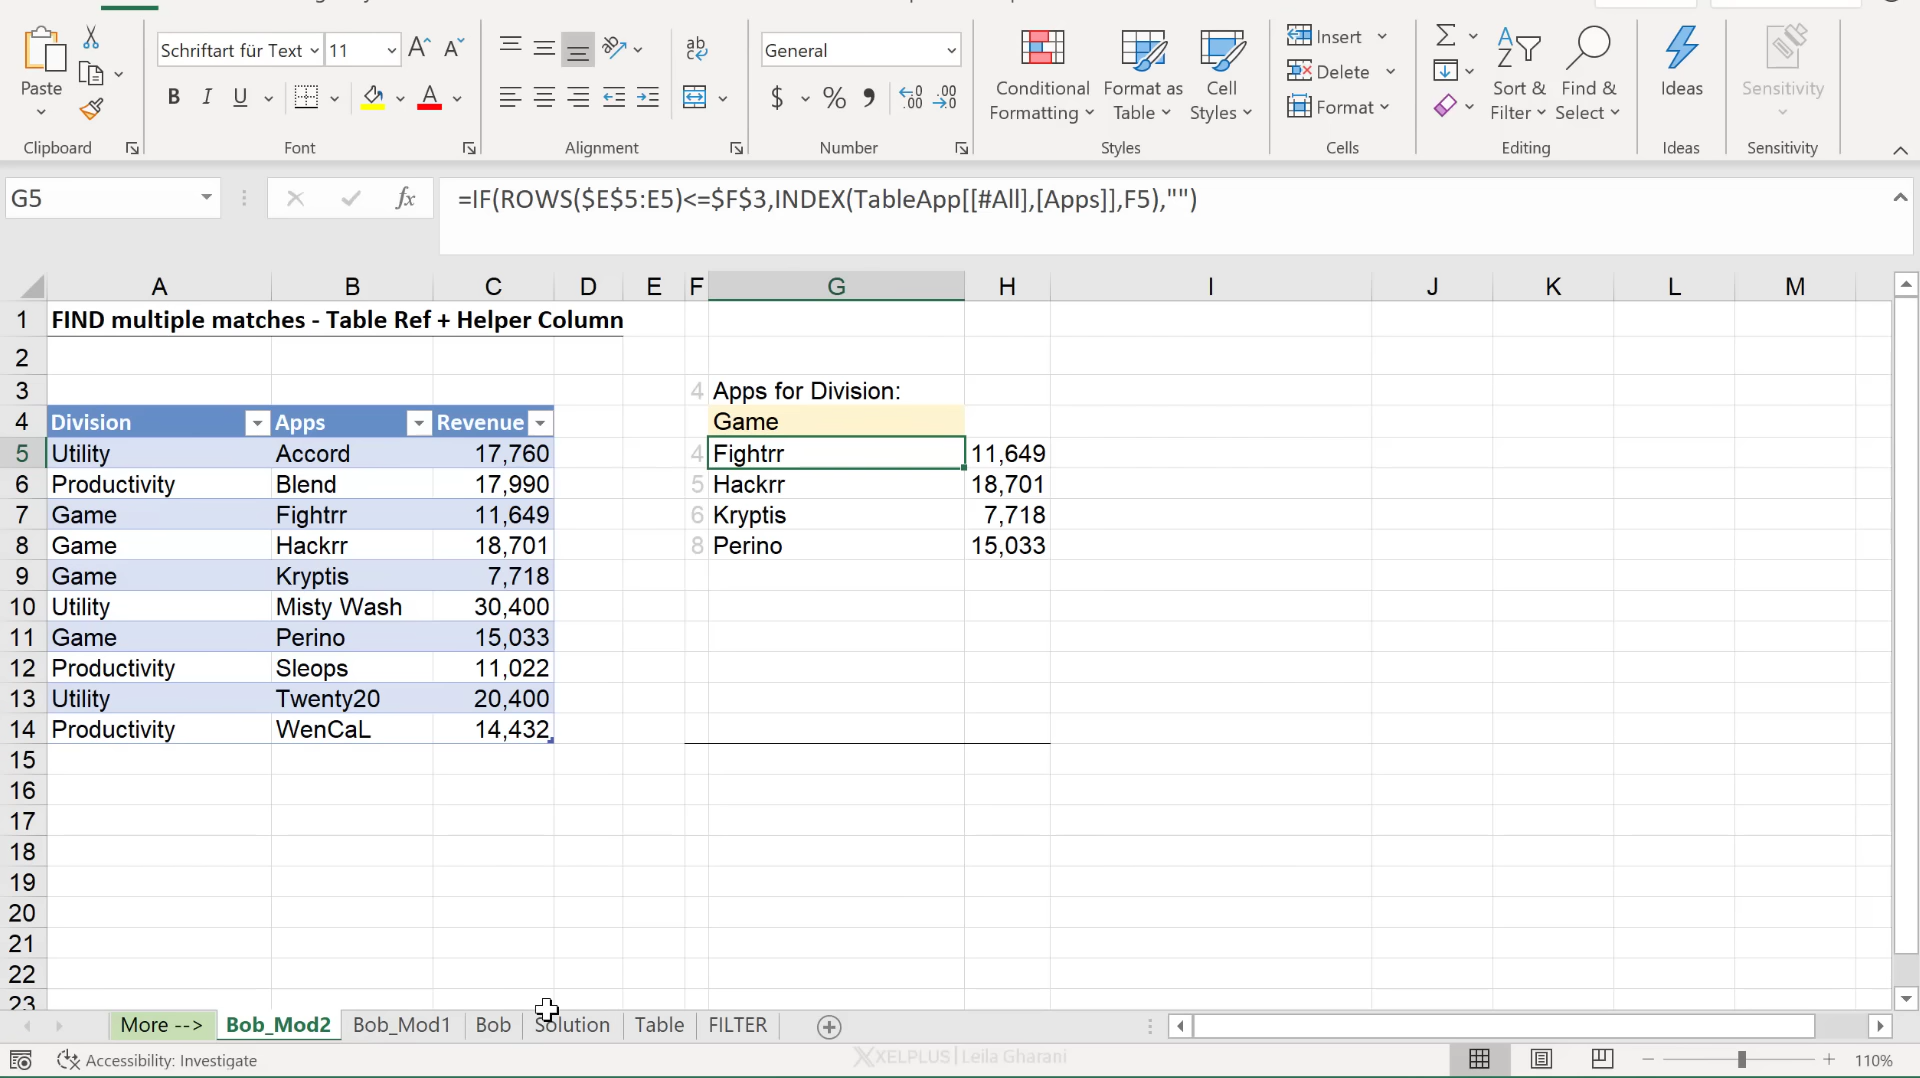 Schriftart für Text
11
ab
General
Insert
Delete
Format
Paste
B I U
$ % 9
.00
Conditional Formatting
Format as Table
Cell Styles
Sort & Filter
Find & Select
Ideas
Sensitivity
Clipboard
Font
Alignment
Number
Styles
Cells
Editing
Ideas
Sensitivity
G5
fx
=IF(ROWS($E$5:E5)<=$F$3,INDEX(TableApp[[#All],[Apps]],F5),"")
A B C D E F G H I J K L M
1 FIND multiple matches - Table Ref + Helper Column
2
3 4 Apps for Division:
4 Division Apps Revenue Game
5 Utility Accord 17,760 4 Fightrr 11,649
6 Productivity Blend 17,990 5 Hackrr 18,701
7 Game Fightrr 11,649 6 Kryptis 7,718
8 Game Hackrr 18,701 8 Perino 15,033
9 Game Kryptis 7,718
10 Utility Misty Wash 30,400
11 Game Perino 15,033
12 Productivity Sleops 11,022
13 Utility Twenty20 20,400
14 Productivity WenCaL 14,432
15
16
17
18
19
20
21
22
23
More --> Bob_Mod2 Bob_Mod1 Bob Solution Table FILTER
Accessibility: Investigate
XELPLUS | Leila Gharani
110%